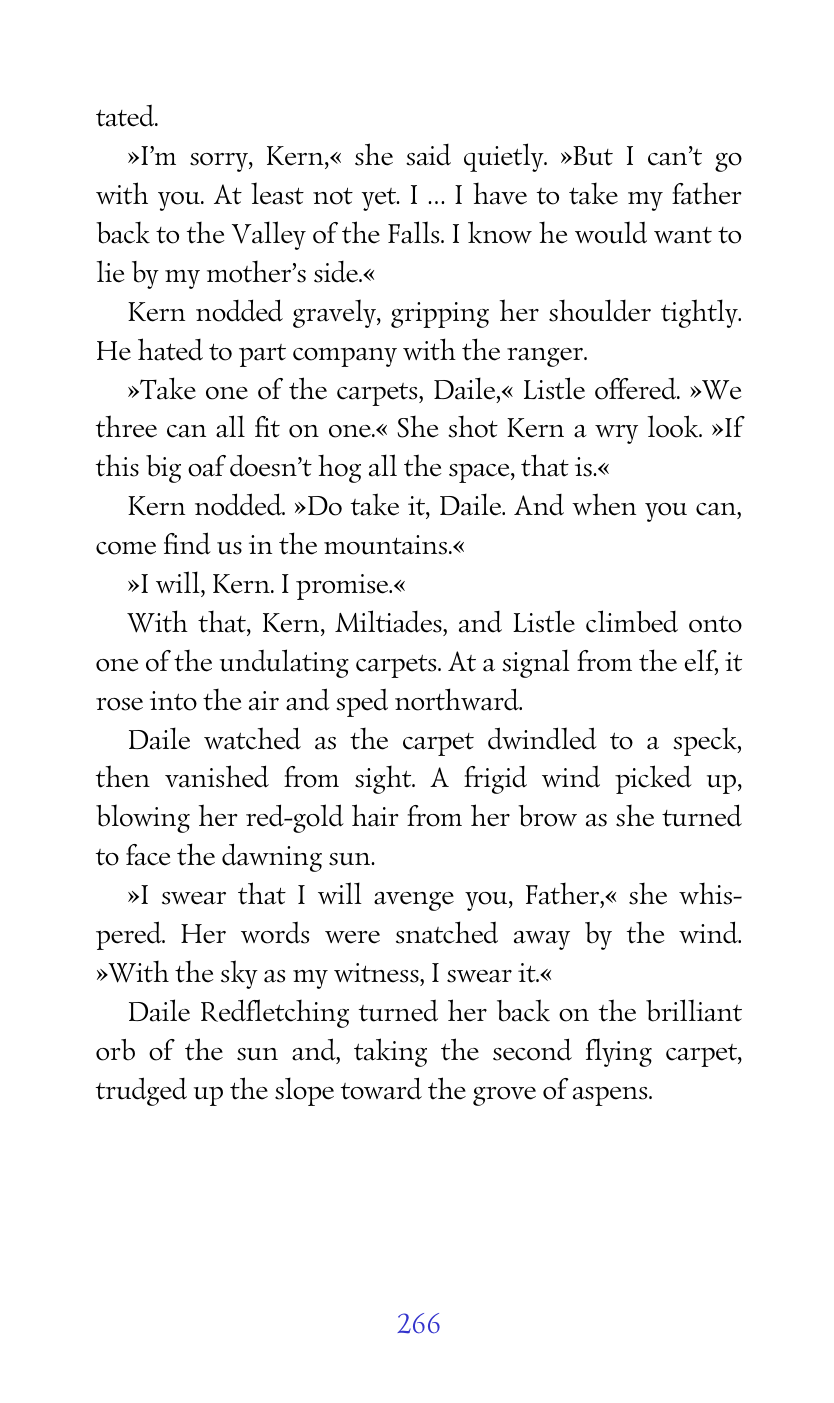 tated.
»I’m sorry, Kern,« she said quietly. »But I can’t go
with you. At least not yet. I … I have to take my father
back to the Valley of the Falls. I know he would want to
lie by my mother’s side.«
Kern nodded gravely, gripping her shoulder tightly.
He hated to part company with the ranger.
»Take one of the carpets, Daile,« Listle offered. »We
three can all fit on one.« She shot Kern a wry look. »If
this big oaf doesn’t hog all the space, that is.«
Kern nodded. »Do take it, Daile. And when you can,
come find us in the mountains.«
»I will, Kern. I promise.«
With that, Kern, Miltiades, and Listle climbed onto
one of the undulating carpets. At a signal from the elf, it
rose into the air and sped northward.
Daile watched as the carpet dwindled to a speck,
then vanished from sight. A frigid wind picked up,
blowing her red-gold hair from her brow as she turned
to face the dawning sun.
»I swear that I will avenge you, Father,« she whis-
pered. Her words were snatched away by the wind.
»With the sky as my witness, I swear it.«
Daile Redfletching turned her back on the brilliant
orb of the sun and, taking the second flying carpet,
trudged up the slope toward the grove of aspens.
266